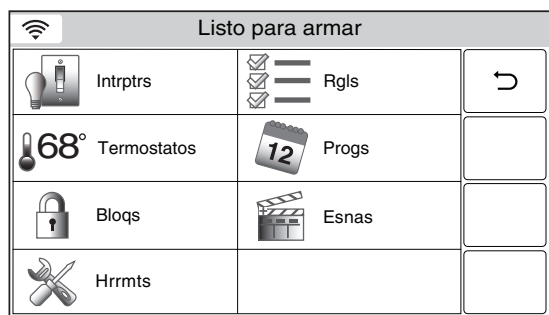 Listo para armar
Intrptrs
Rgls
68° Termostatos
12
Progs
Bloqs
Esnas
Hrrmts